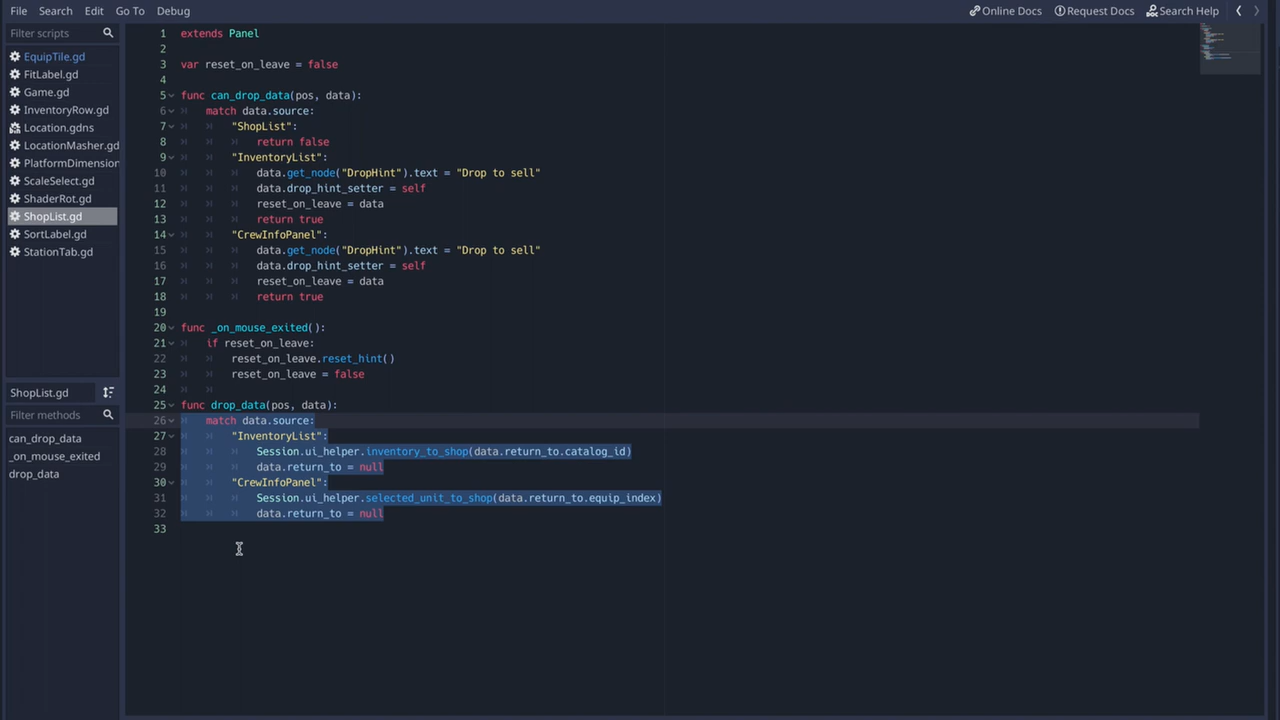 File Search Edit Go To Debug Online Docs Request Docs Search Help
Filter scripts
EquipTile.gd
FitLabel.gd
Game.gd
InventoryRow.gd
Location.gdns
LocationMasher.gd
PlatformDimension
ScaleSelect.gd
ShaderRot.gd
ShopList.gd
SortLabel.gd
StationTab.gd
ShopList.gd
Filter methods
can_drop_data
_on_mouse_exited
drop_data
1 extends Panel
2
3 var reset_on_leave = false
4
5 func can_drop_data(pos, data):
6 match data.source:
7 "ShopList":
8 return false
9 "InventoryList":
10 data.get_node("DropHint").text = "Drop to sell"
11 data.drop_hint_setter = self
12 reset_on_leave = data
13 return true
14 "CrewInfoPanel":
15 data.get_node("DropHint").text = "Drop to sell"
16 data.drop_hint_setter = self
17 reset_on_leave = data
18 return true
19
20 func _on_mouse_exited():
21 if reset_on_leave:
22 reset_on_leave.reset_hint()
23 reset_on_leave = false
24
25 func drop_data(pos, data):
26 match data.source:
27 "InventoryList":
28 Session.ui_helper.inventory_to_shop(data.return_to.catalog_id)
29 data.return_to = null
30 "CrewInfoPanel":
31 Session.ui_helper.selected_unit_to_shop(data.return_to.equip_index)
32 data.return_to = null
33